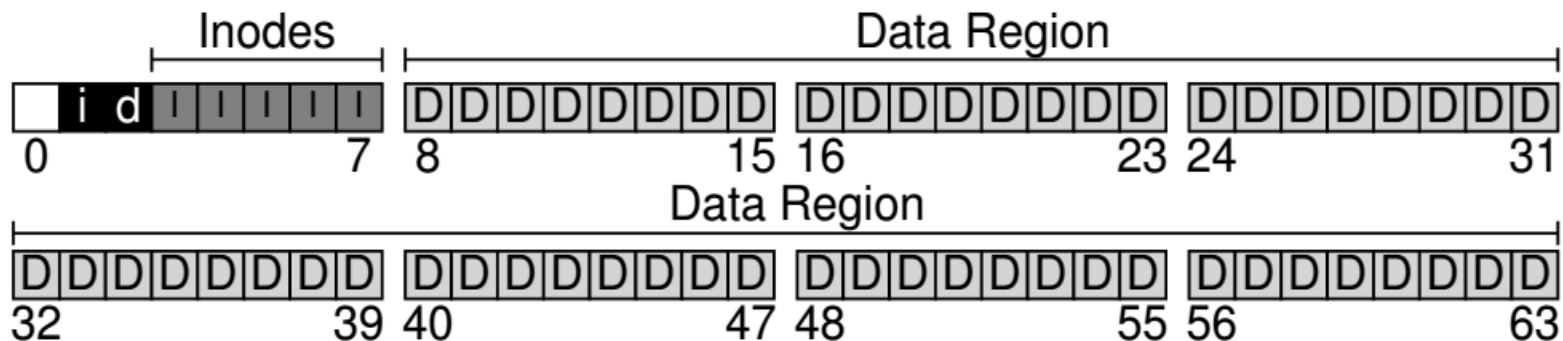 Inodes Data Region
i d I I I I I D D D D D D D D D D D D D D D D D D D D D D D D
0 7 8 15 16 23 24 31
Data Region
D D D D D D D D D D D D D D D D D D D D D D D D D D D D D D D D
32 39 40 47 48 55 56 63